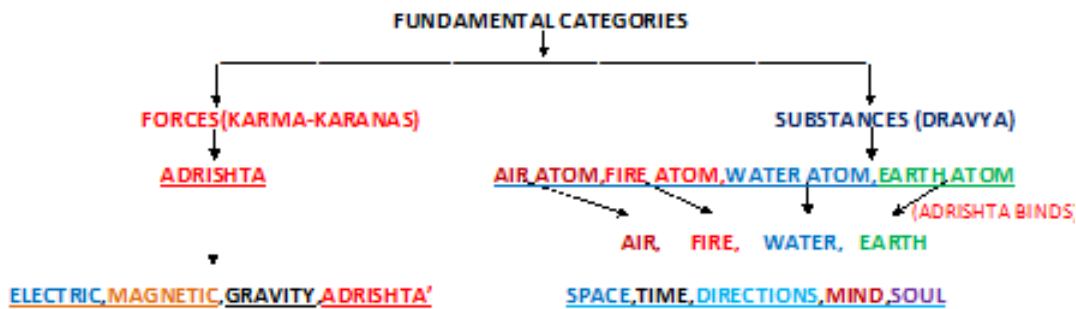 FUNDAMENTAL CATEGORIES
FORCES(KARMA-KARANAS) SUBSTANCES (DRAVYA)
ADRISHTA AIR ATOM,FIRE ATOM,WATER ATOM,EARTH ATOM
(ADRISHTA BINDS)
AIR, FIRE, WATER, EARTH
ELECTRIC,MAGNETIC,GRAVITY,ADRISHTA’ SPACE,TIME,DIRECTIONS,MIND,SOUL